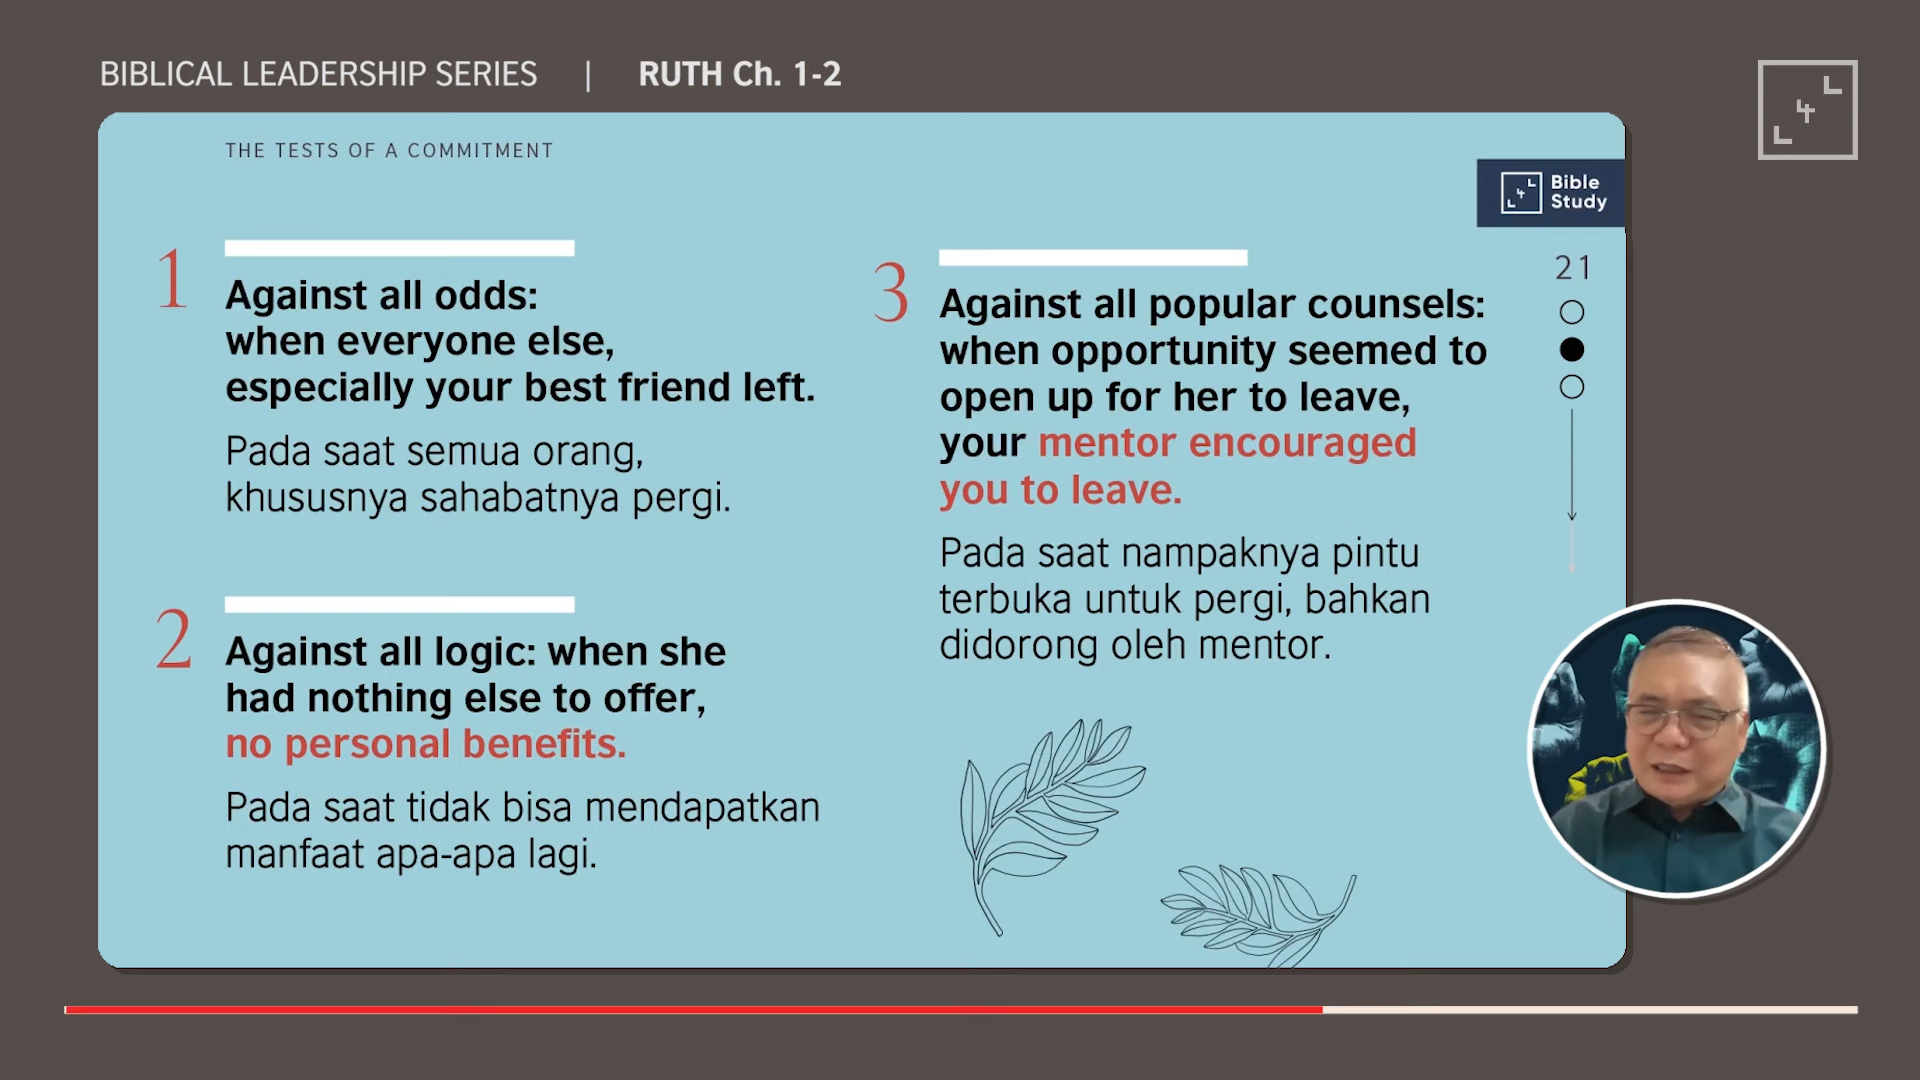 BIBLICAL LEADERSHIP SERIES | RUTH Ch. 1-2
THE TESTS OF A COMMITMENT
Bible
Study
21
1
Against all odds:
when everyone else,
especially your best friend left.
Pada saat semua orang,
khususnya sahabatnya pergi.
2
Against all logic: when she
had nothing else to offer,
no personal benefits.
Pada saat tidak bisa mendapatkan
manfaat apa-apa lagi.
3
Against all popular counsels:
when opportunity seemed to
open up for her to leave,
your mentor encouraged
you to leave.
Pada saat nampaknya pintu
terbuka untuk pergi, bahkan
didorong oleh mentor.